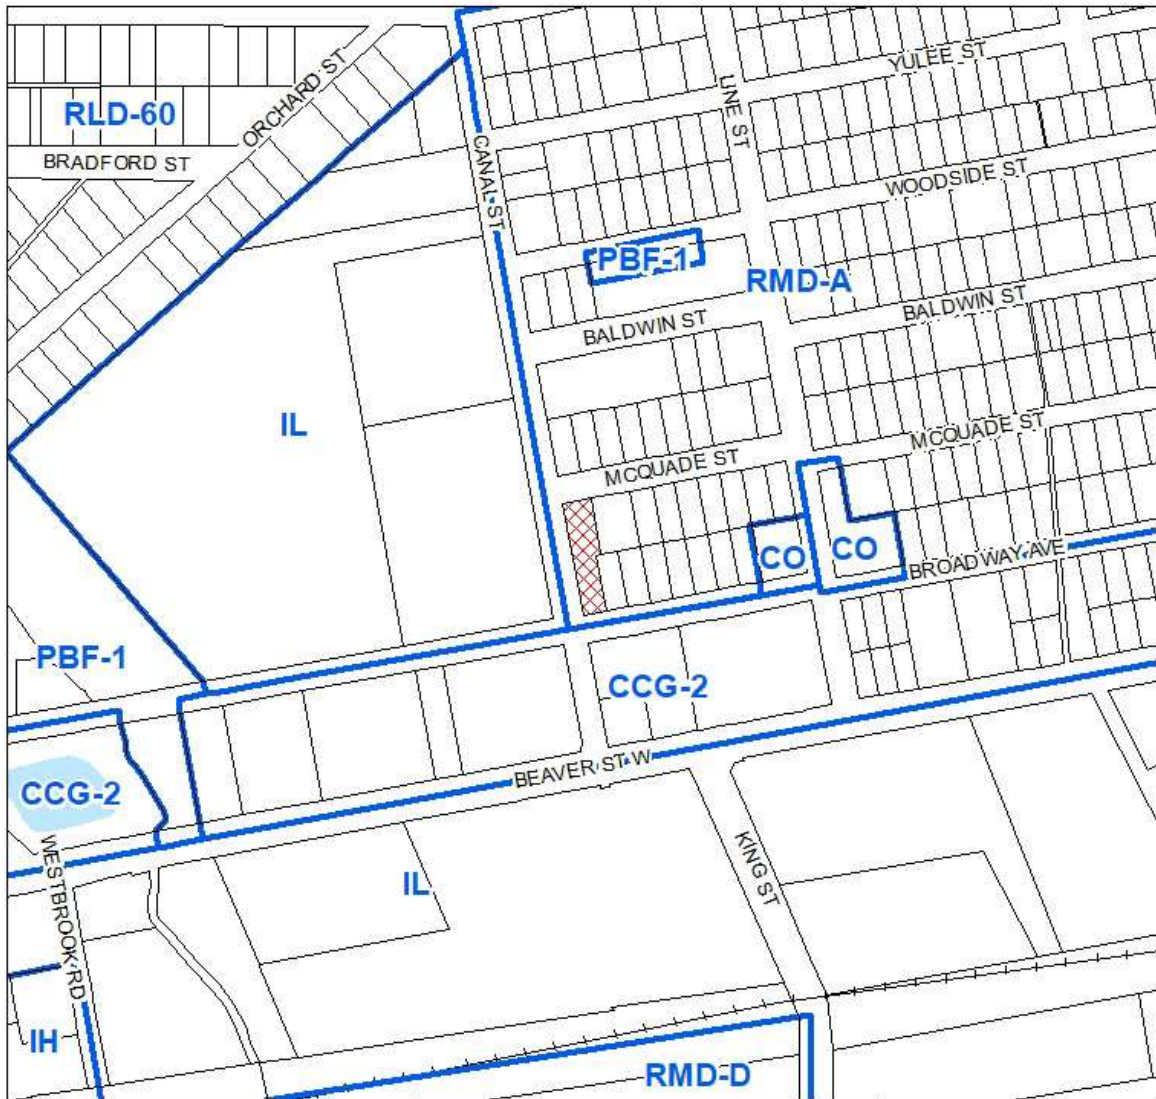 YULEE ST
ORCHARD ST
LINE ST
RLD-60
BRADFORD ST
CANAL ST
WOODSIDE ST
PBF-1
RMD-A
BALDWIN ST
BALDWIN ST
IL
MCQUADE ST
MCQUADE ST
CO
CO
BROADWAY AVE
PBF-1
CCG-2
BEAVER ST W
CCG-2
WESTBROOK RD
KING ST
IL
IH
RMD-D